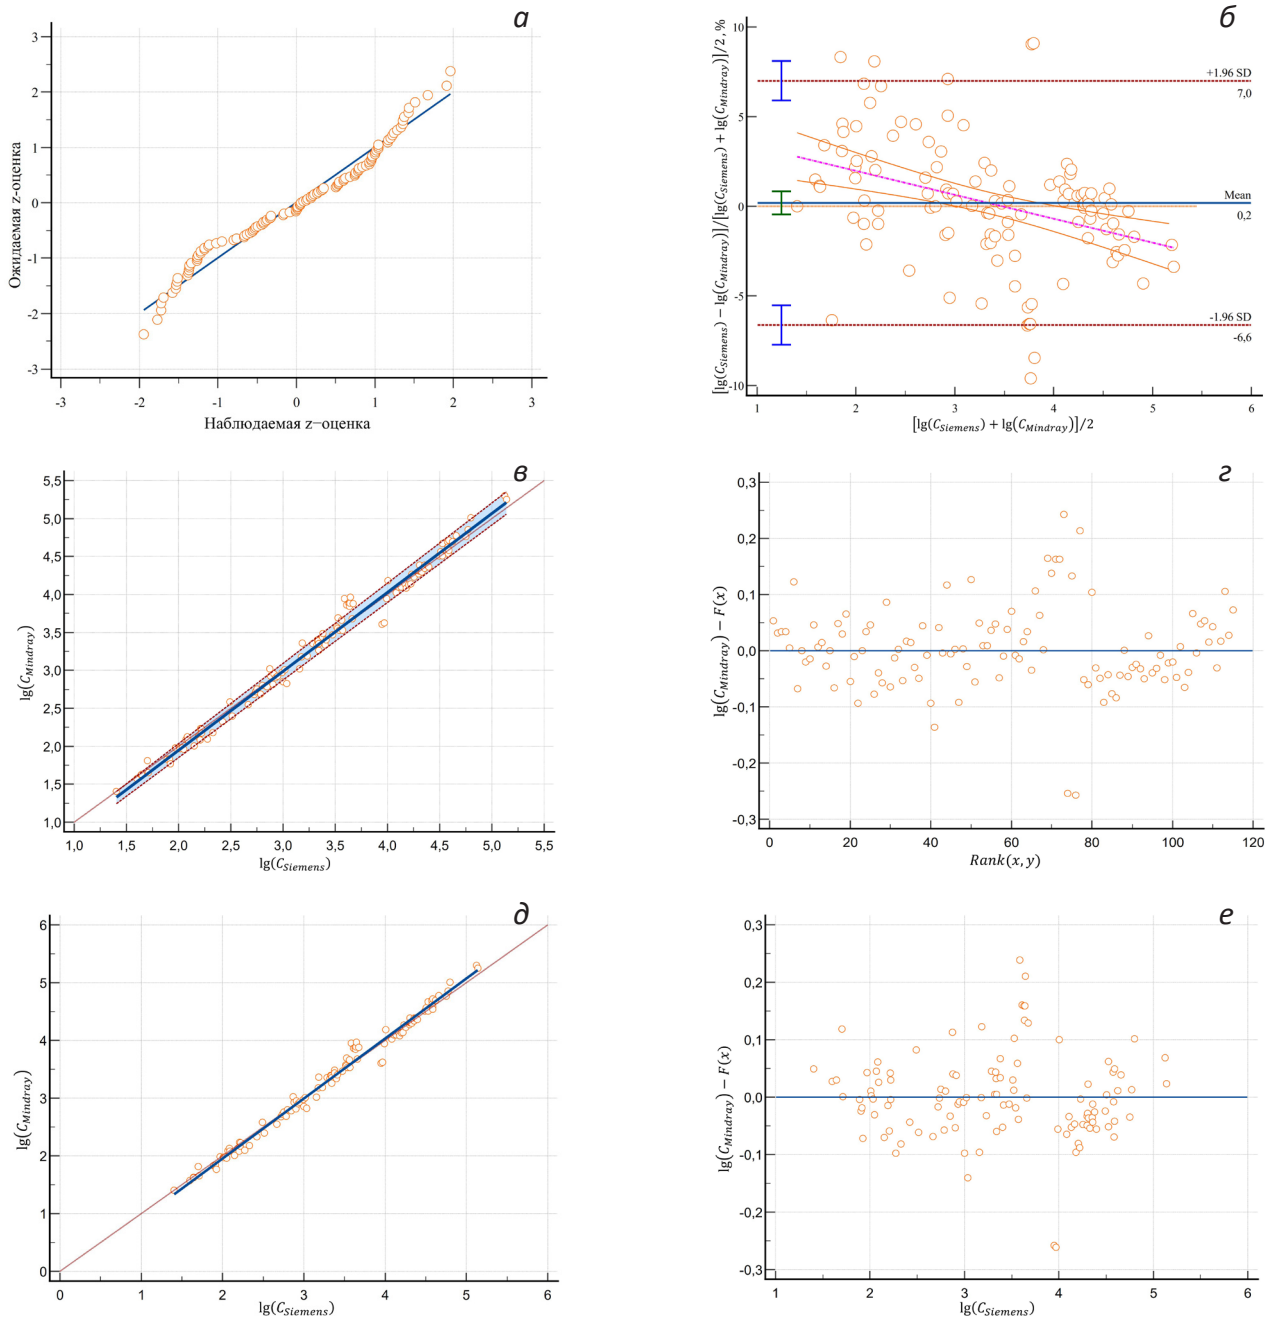 а
Ожидаемая z-оценка
3
2
1
0
-1
-2
-3
-3 -2 -1 0 1 2 3
Наблюдаемая z−оценка
б
[lg(C_Siemens) − lg(C_Mindray)]/[lg(C_Siemens) + lg(C_Mindray)]/2, %
10
5
0
-5
-10
+1.96 SD
7,0
Mean
0,2
-1.96 SD
-6,6
1 2 3 4 5 6
[lg(C_Siemens) + lg(C_Mindray)]/2
в
lg(C_Mindray)
5,5
5,0
4,5
4,0
3,5
3,0
2,5
2,0
1,5
1,0
1,0 1,5 2,0 2,5 3,0 3,5 4,0 4,5 5,0 5,5
lg(C_Siemens)
г
lg(C_Mindray) − F(x)
0,3
0,2
0,1
0,0
-0,1
-0,2
-0,3
0 20 40 60 80 100 120
Rank(x, y)
д
lg(C_Mindray)
6
5
4
3
2
1
0
0 1 2 3 4 5 6
lg(C_Siemens)
е
lg(C_Mindray) − F(x)
0,3
0,2
0,1
0,0
-0,1
-0,2
-0,3
1 2 3 4 5 6
lg(C_Siemens)